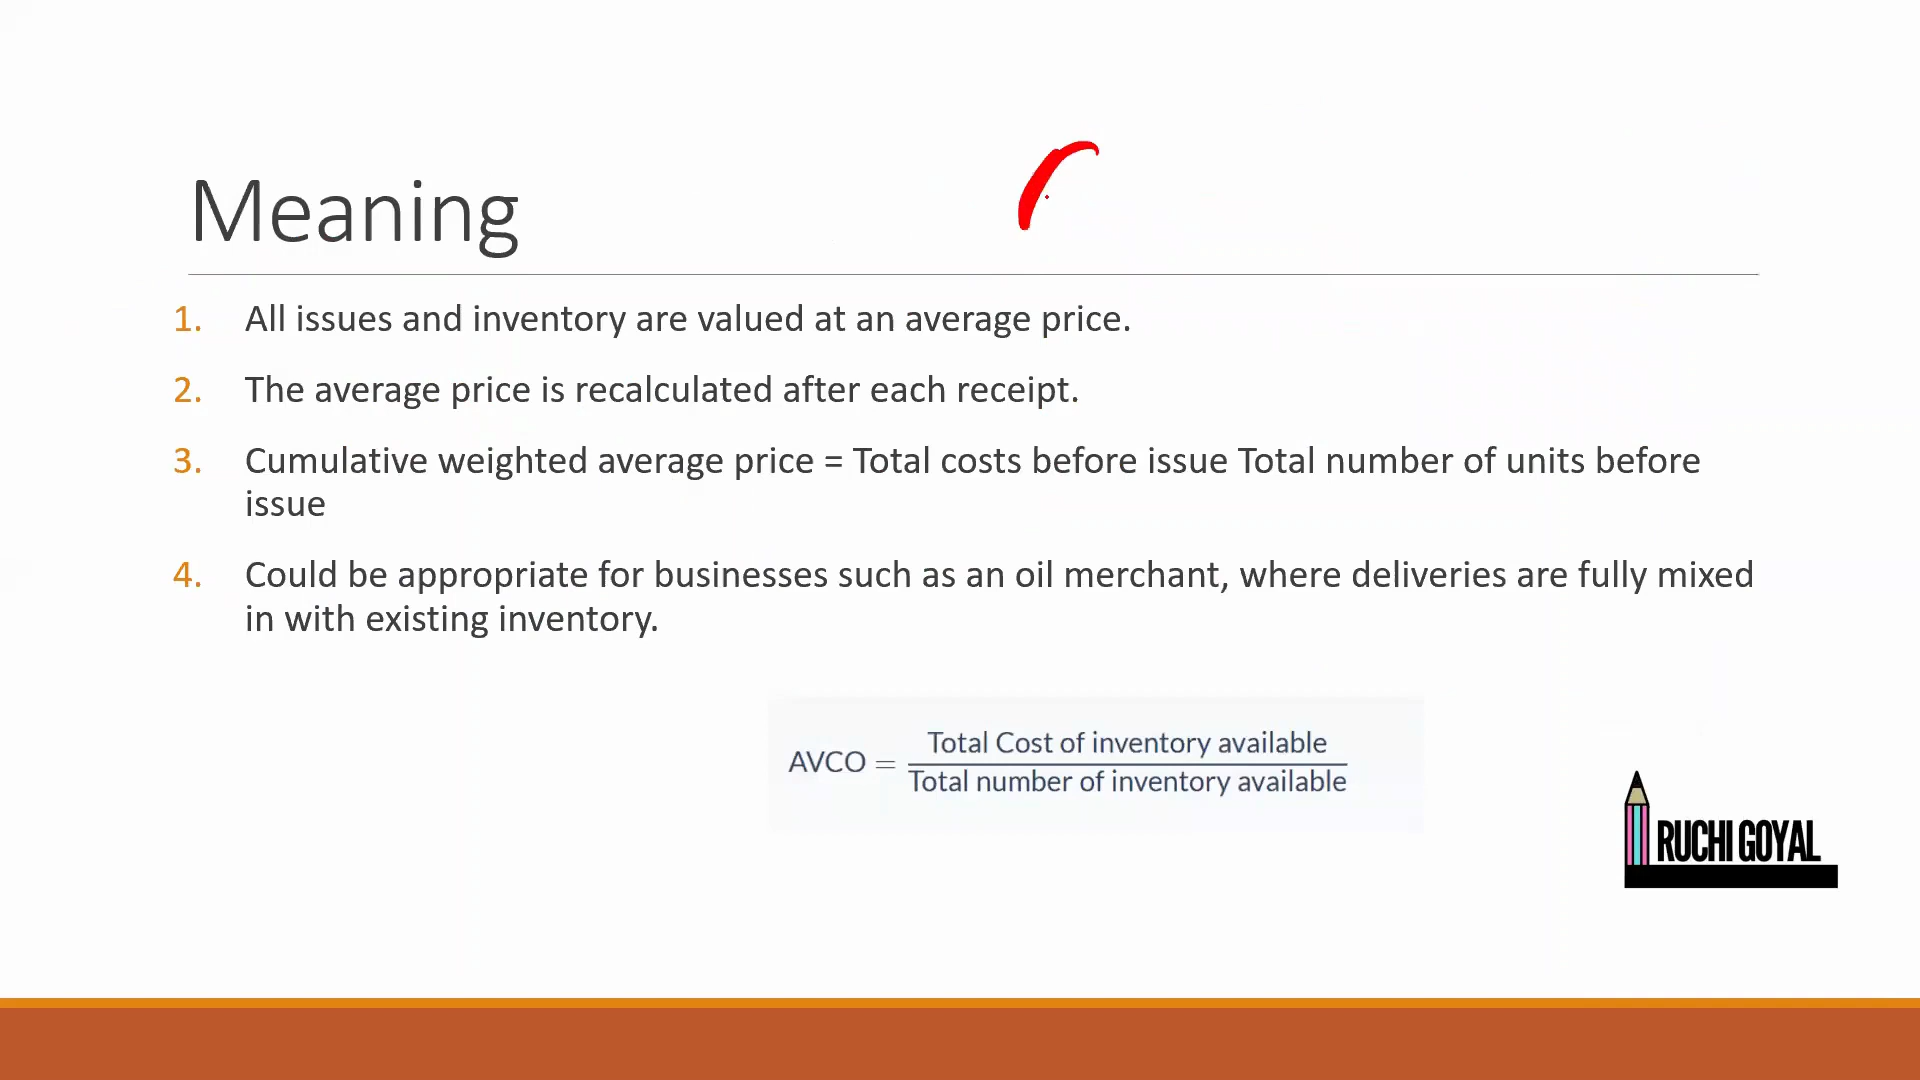 Meaning
1. All issues and inventory are valued at an average price.
2. The average price is recalculated after each receipt.
3. Cumulative weighted average price = Total costs before issue Total number of units before
issue
4. Could be appropriate for businesses such as an oil merchant, where deliveries are fully mixed
in with existing inventory.
Total Cost of inventory available
AVCO =
Total number of inventory available
RUCHI GOYAL